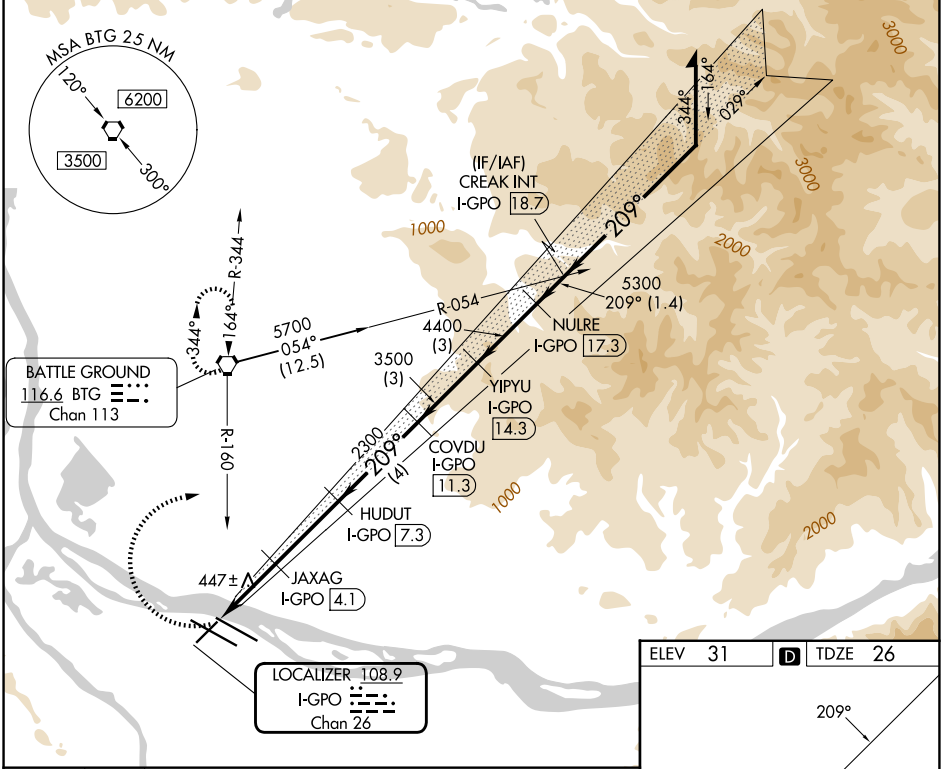 MSA BTG 25 NM
120°
6200
3500
300°
3000
344°
164°
029°
(IF/IAF)
CREAK INT
I-GPO 18.7
209°
3000
1000
2000
R-344
R-054
5300
209° (1.4)
344°
164°
5700
054°
(12.5)
4400
(3)
NULRE
I-GPO 17.3
3500
(3)
BATTLE GROUND
116.6 BTG
Chan 113
YIPYU
I-GPO
14.3
R-160
2300
209°
(4)
COVDU
I-GPO
11.3
1000
HUDUT
I-GPO 7.3
2000
447±
JAXAG
I-GPO 4.1
LOCALIZER 108.9
I-GPO
Chan 26
ELEV 31 D TDZE 26
209°